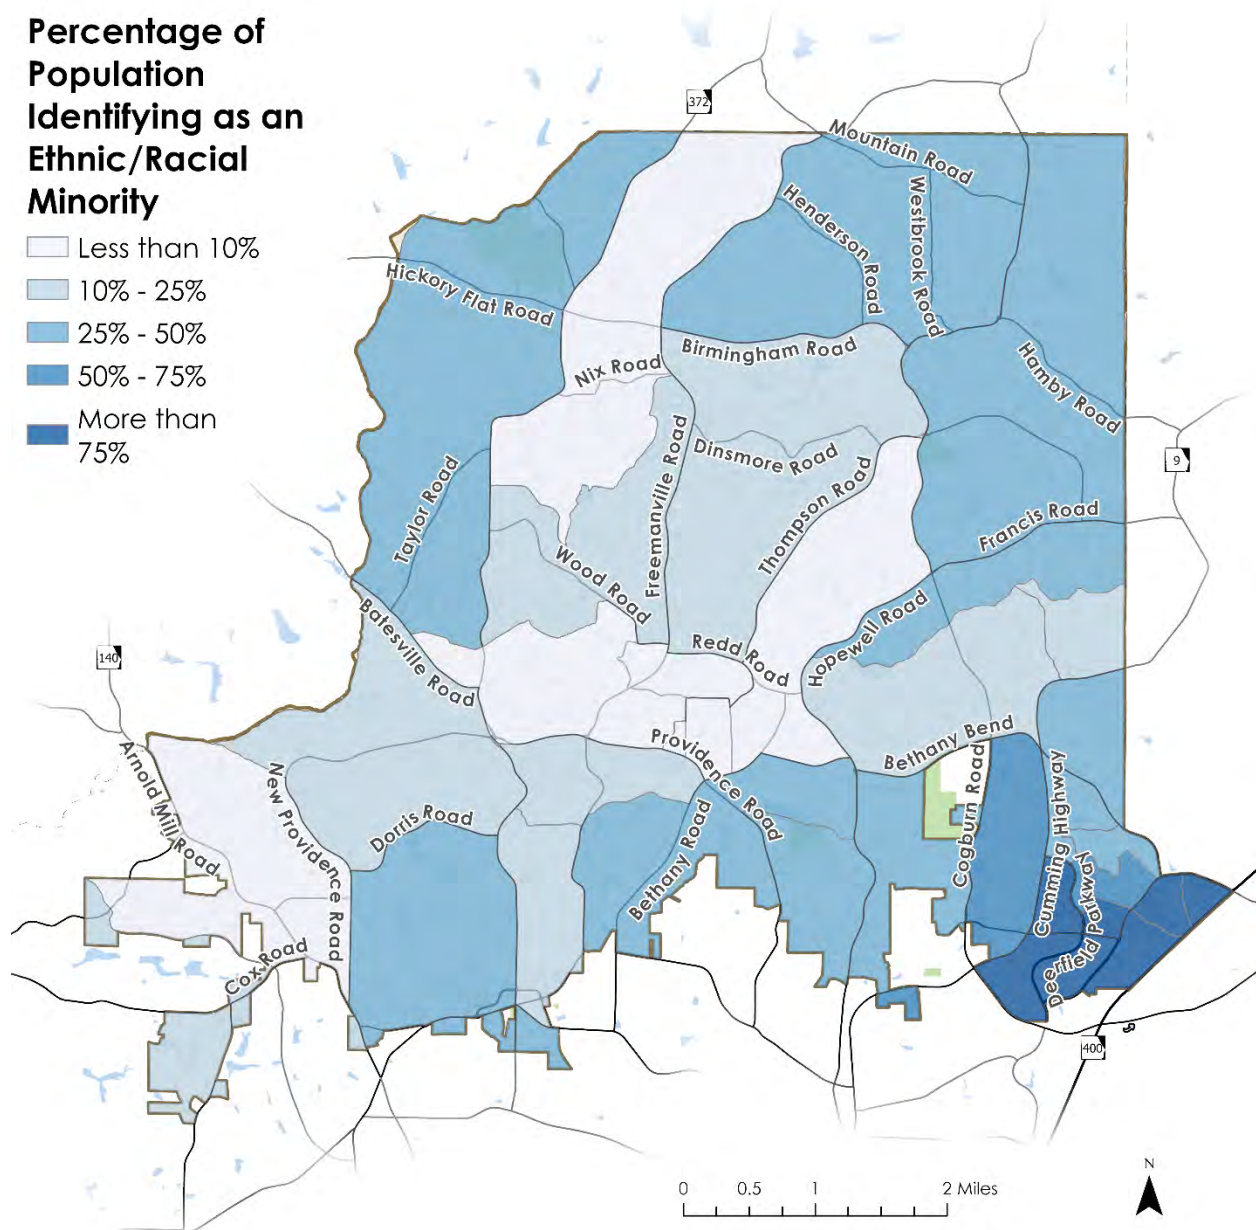 Percentage of
Population
Identifying as an
Ethnic/Racial
Minority
Less than 10%
10% - 25%
25% - 50%
50% - 75%
More than
75%
372
Mountain Road
Westbrook Road
Henderson Road
Hickory Flat Road
Birmingham Road
Nix Road
Hamby Road
Dinsmore Road
Freemanville Road
Thompson Road
Taylor Road
9
Francis Road
Wood Road
Batesville Road
Hopewell Road
Redd Road
140
Arnold Mill Road
New Providence Road
Providence Road
Bethany Bend
Dorris Road
Bethany Road
Cogburn Road
Cumming Highway
Deerfield Parkway
Cox Road
400
N
0 0.5 1 2 Miles